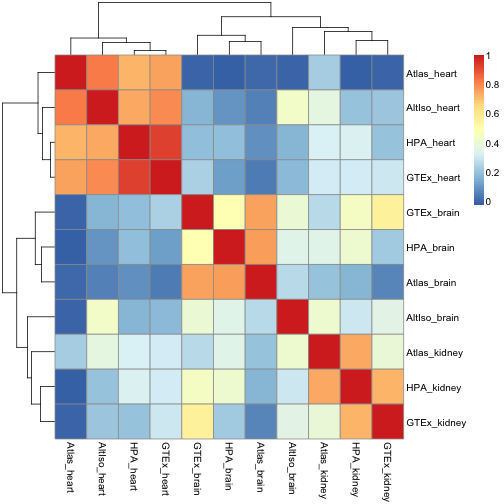 1
0.8
0.6
0.4
0.2
0
Atlas_heart
AltIso_heart
HPA_heart
GTEx_heart
GTEx_brain
HPA_brain
Atlas_brain
AltIso_brain
Atlas_kidney
HPA_kidney
GTEx_kidney
Atlas_heart
AltIso_heart
HPA_heart
GTEx_heart
GTEx_brain
HPA_brain
Atlas_brain
AltIso_brain
Atlas_kidney
HPA_kidney
GTEx_kidney